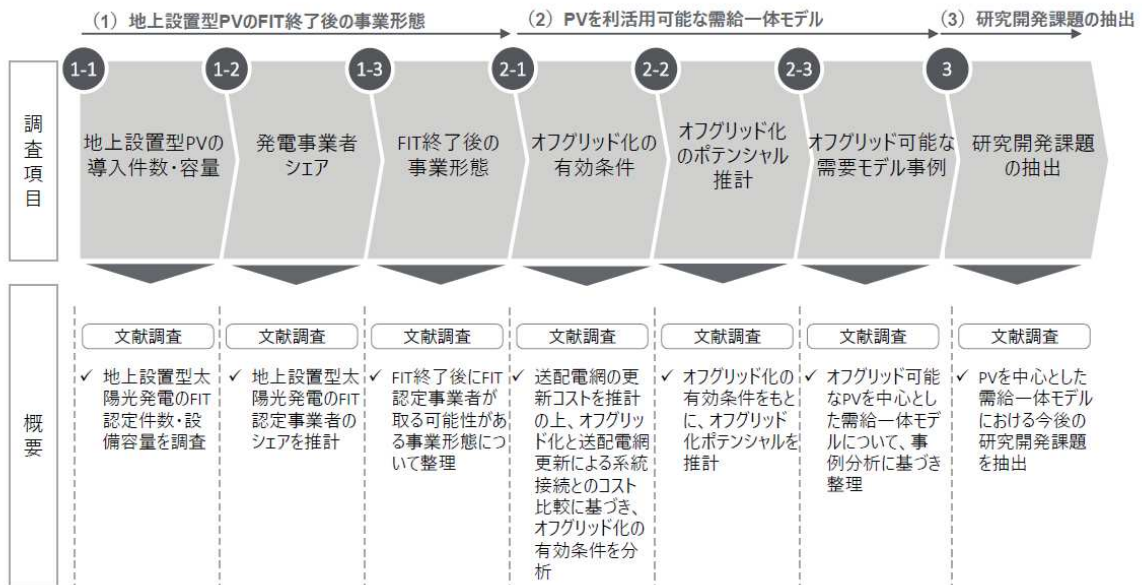 (1) 地上設置型PVのFIT終了後の事業形態
(2) PVを利活用可能な需給一体モデル
(3) 研究開発課題の抽出
調査項目
1-1
地上設置型PVの
導入件数・容量
1-2
発電事業者
シェア
1-3
FIT終了後の
事業形態
2-1
オフグリッド化の
有効条件
2-2
オフグリッド化
のポテンシャル
推計
2-3
オフグリッド可能な
需要モデル事例
3
研究開発課題
の抽出
概要
文献調査
✓ 地上設置型太
陽光発電のFIT
認定件数・設
備容量を調査
文献調査
✓ 地上設置型太
陽光発電のFIT
認定事業者の
シェアを推計
文献調査
✓ FIT終了後にFIT
認定事業者が
取る可能性があ
る事業形態につ
いて整理
文献調査
✓ 送配電網の更
新コストを推計
の上、オフグリッ
ド化と送配電網
更新による系統
接続とのコスト
比較に基づき、
オフグリッド化の
有効条件を分
析
文献調査
✓ オフグリッド化の
有効条件をもと
に、オフグリッド
化ポテンシャルを
推計
文献調査
✓ オフグリッド可能
なPVを中心とし
た需給一体モデ
ルについて、事
例分析に基づき
整理
文献調査
✓ PVを中心とした
需給一体モデル
における今後の
研究開発課題
を抽出